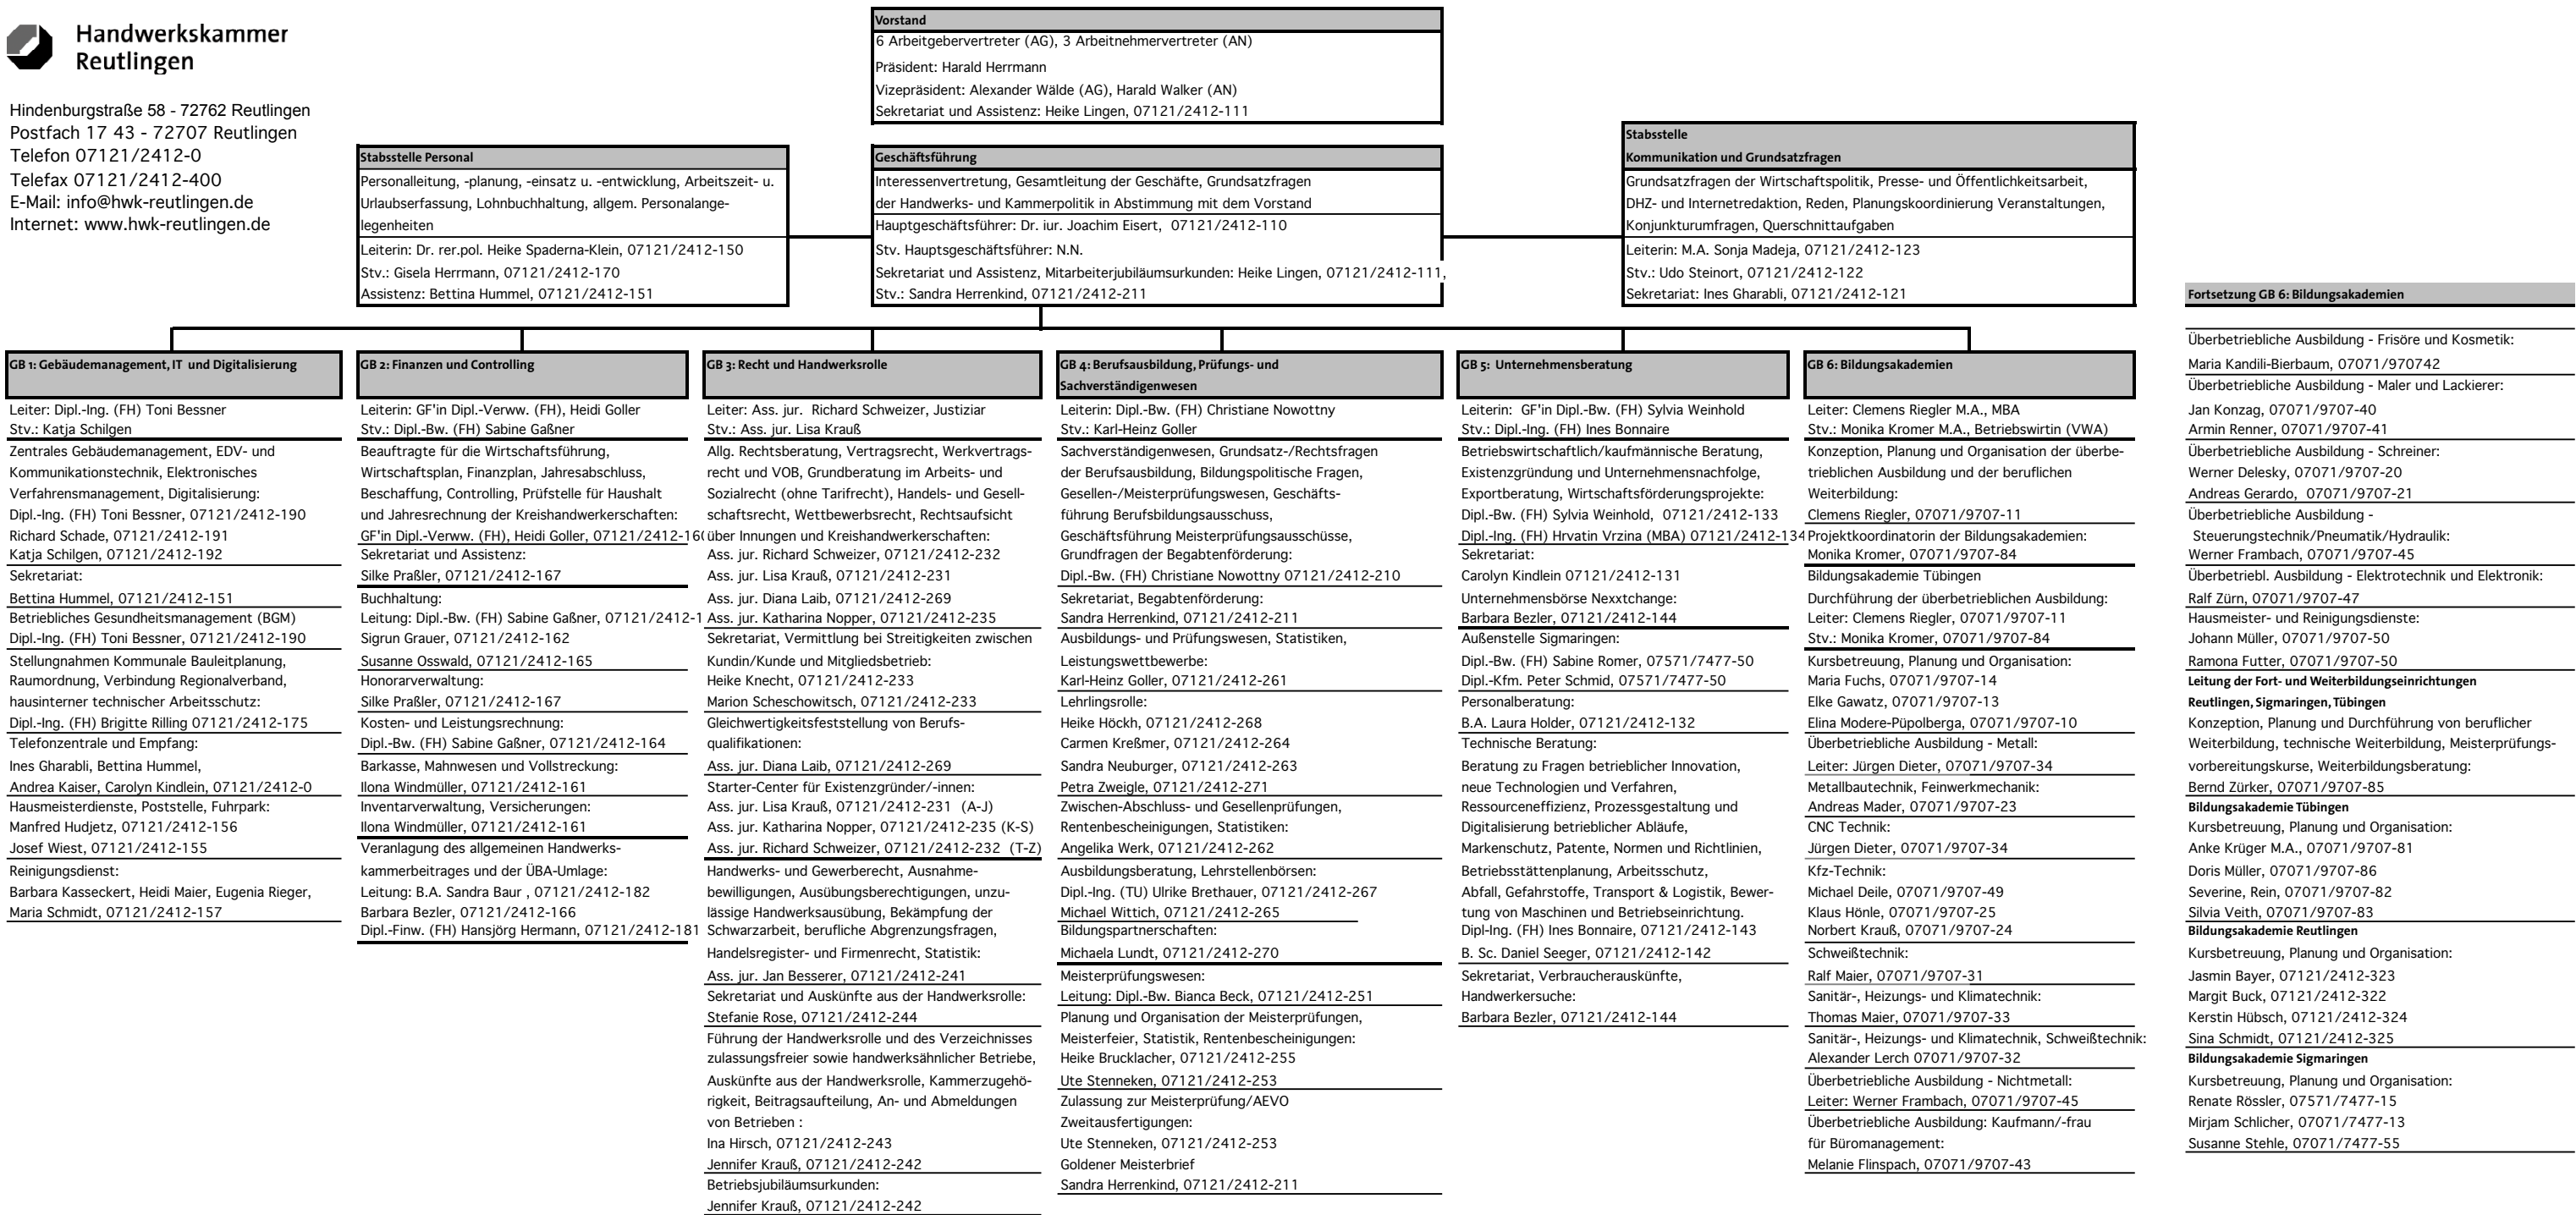 Handwerkskammer
Reutlingen
Hindenburgstraße 58 - 72762 Reutlingen
Postfach 17 43 - 72707 Reutlingen
Telefon 07121/2412-0
Telefax 07121/2412-400
E-Mail: info@hwk-reutlingen.de
Internet: www.hwk-reutlingen.de
Vorstand
6 Arbeitgebervertreter (AG), 3 Arbeitnehmervertreter (AN)
Präsident: Harald Herrmann
Vizepräsident: Alexander Wälde (AG), Harald Walker (AN)
Sekretariat und Assistenz: Heike Lingen, 07121/2412-111
Stabsstelle Personal
Personalleitung, -planung, -einsatz u. -entwicklung, Arbeitszeit- u.
Urlaubserfassung, Lohnbuchhaltung, allgem. Personalange-
legenheiten
Leiterin: Dr. rer.pol. Heike Spaderna-Klein, 07121/2412-150
Stv.: Gisela Herrmann, 07121/2412-170
Assistenz: Bettina Hummel, 07121/2412-151
Geschäftsführung
Interessenvertretung, Gesamtleitung der Geschäfte, Grundsatzfragen
der Handwerks- und Kammerpolitik in Abstimmung mit dem Vorstand
Hauptgeschäftsführer: Dr. iur. Joachim Eisert, 07121/2412-110
Stv. Hauptsgeschäftsführer: N.N.
Sekretariat und Assistenz, Mitarbeiterjubiläumsurkunden: Heike Lingen, 07121/2412-111,
Stv.: Sandra Herrenkind, 07121/2412-211
Stabsstelle
Kommunikation und Grundsatzfragen
Grundsatzfragen der Wirtschaftspolitik, Presse- und Öffentlichkeitsarbeit,
DHZ- und Internetredaktion, Reden, Planungskoordinierung Veranstaltungen,
Konjunkturumfragen, Querschnittaufgaben
Leiterin: M.A. Sonja Madeja, 07121/2412-123
Stv.: Udo Steinort, 07121/2412-122
Sekretariat: Ines Gharabli, 07121/2412-121
GB 1: Gebäudemanagement, IT und Digitalisierung
Leiter: Dipl.-Ing. (FH) Toni Bessner
Stv.: Katja Schilgen
Zentrales Gebäudemanagement, EDV- und
Kommunikationstechnik, Elektronisches
Verfahrensmanagement, Digitalisierung:
Dipl.-Ing. (FH) Toni Bessner, 07121/2412-190
Richard Schade, 07121/2412-191
Katja Schilgen, 07121/2412-192
Sekretariat:
Bettina Hummel, 07121/2412-151
Betriebliches Gesundheitsmanagement (BGM)
Dipl.-Ing. (FH) Toni Bessner, 07121/2412-190
Stellungnahmen Kommunale Bauleitplanung,
Raumordnung, Verbindung Regionalverband,
hausinterner technischer Arbeitsschutz:
Dipl.-Ing. (FH) Brigitte Rilling 07121/2412-175
Telefonzentrale und Empfang:
Ines Gharabli, Bettina Hummel,
Andrea Kaiser, Carolyn Kindlein, 07121/2412-0
Hausmeisterdienste, Poststelle, Fuhrpark:
Manfred Hudjetz, 07121/2412-156
Josef Wiest, 07121/2412-155
Reinigungsdienst:
Barbara Kasseckert, Heidi Maier, Eugenia Rieger,
Maria Schmidt, 07121/2412-157
GB 2: Finanzen und Controlling
Leiterin: GF'in Dipl.-Verww. (FH), Heidi Goller
Stv.: Dipl.-Bw. (FH) Sabine Gaßner
Beauftragte für die Wirtschaftsführung,
Wirtschaftsplan, Finanzplan, Jahresabschluss,
Beschaffung, Controlling, Prüfstelle für Haushalt
und Jahresrechnung der Kreishandwerkerschaften:
GF'in Dipl.-Verww. (FH), Heidi Goller, 07121/2412-16
Sekretariat und Assistenz:
Silke Praßler, 07121/2412-167
Buchhaltung:
Leitung: Dipl.-Bw. (FH) Sabine Gaßner, 07121/2412-1
Sigrun Grauer, 07121/2412-162
Susanne Osswald, 07121/2412-165
Honorarverwaltung:
Silke Praßler, 07121/2412-167
Kosten- und Leistungsrechnung:
Dipl.-Bw. (FH) Sabine Gaßner, 07121/2412-164
Barkasse, Mahnwesen und Vollstreckung:
Ilona Windmüller, 07121/2412-161
Inventarverwaltung, Versicherungen:
Ilona Windmüller, 07121/2412-161
Veranlagung des allgemeinen Handwerks-
kammerbeitrages und der ÜBA-Umlage:
Leitung: B.A. Sandra Baur , 07121/2412-182
Barbara Bezler, 07121/2412-166
Dipl.-Finw. (FH) Hansjörg Hermann, 07121/2412-181
GB 3: Recht und Handwerksrolle
Leiter: Ass. jur. Richard Schweizer, Justiziar
Stv.: Ass. jur. Lisa Krauß
Allg. Rechtsberatung, Vertragsrecht, Werkvertrags-
recht und VOB, Grundberatung im Arbeits- und
Sozialrecht (ohne Tarifrecht), Handels- und Gesell-
schaftsrecht, Wettbewerbsrecht, Rechtsaufsicht
über Innungen und Kreishandwerkerschaften:
Ass. jur. Richard Schweizer, 07121/2412-232
Ass. jur. Lisa Krauß, 07121/2412-231
Ass. jur. Diana Laib, 07121/2412-269
Ass. jur. Katharina Nopper, 07121/2412-235
Sekretariat, Vermittlung bei Streitigkeiten zwischen
Kundin/Kunde und Mitgliedsbetrieb:
Heike Knecht, 07121/2412-233
Marion Scheschowitsch, 07121/2412-233
Gleichwertigkeitsfeststellung von Berufs-
qualifikationen:
Ass. jur. Diana Laib, 07121/2412-269
Starter-Center für Existenzgründer/-innen:
Ass. jur. Lisa Krauß, 07121/2412-231 (A-J)
Ass. jur. Katharina Nopper, 07121/2412-235 (K-S)
Ass. jur. Richard Schweizer, 07121/2412-232 (T-Z)
Handwerks- und Gewerberecht, Ausnahme-
bewilligungen, Ausübungsberechtigungen, unzu-
lässige Handwerksausübung, Bekämpfung der
Schwarzarbeit, berufliche Abgrenzungsfragen,
Handelsregister- und Firmenrecht, Statistik:
Ass. jur. Jan Besserer, 07121/2412-241
Sekretariat und Auskünfte aus der Handwerksrolle:
Stefanie Rose, 07121/2412-244
Führung der Handwerksrolle und des Verzeichnisses
zulassungsfreier sowie handwerksähnlicher Betriebe,
Auskünfte aus der Handwerksrolle, Kammerzugehö-
rigkeit, Beitragsaufteilung, An- und Abmeldungen
von Betrieben :
Ina Hirsch, 07121/2412-243
Jennifer Krauß, 07121/2412-242
Betriebsjubiläumsurkunden:
Jennifer Krauß, 07121/2412-242
GB 4: Berufsausbildung, Prüfungs- und
Sachverständigenwesen
Leiterin: Dipl.-Bw. (FH) Christiane Nowottny
Stv.: Karl-Heinz Goller
Sachverständigenwesen, Grundsatz-/Rechtsfragen
der Berufsausbildung, Bildungspolitische Fragen,
Gesellen-/Meisterprüfungswesen, Geschäfts-
führung Berufsbildungsausschuss,
Geschäftsführung Meisterprüfungsausschüsse,
Grundfragen der Begabtenförderung:
Dipl.-Bw. (FH) Christiane Nowottny 07121/2412-210
Sekretariat, Begabtenförderung:
Sandra Herrenkind, 07121/2412-211
Ausbildungs- und Prüfungswesen, Statistiken,
Leistungswettbewerbe:
Karl-Heinz Goller, 07121/2412-261
Lehrlingsrolle:
Heike Höckh, 07121/2412-268
Carmen Kreßmer, 07121/2412-264
Sandra Neuburger, 07121/2412-263
Petra Zweigle, 07121/2412-271
Zwischen-Abschluss- und Gesellenprüfungen,
Rentenbescheinigungen, Statistiken:
Angelika Werk, 07121/2412-262
Ausbildungsberatung, Lehrstellenbörsen:
Dipl.-Ing. (TU) Ulrike Brethauer, 07121/2412-267
Michael Wittich, 07121/2412-265
Bildungspartnerschaften:
Michaela Lundt, 07121/2412-270
Meisterprüfungswesen:
Leitung: Dipl.-Bw. Bianca Beck, 07121/2412-251
Planung und Organisation der Meisterprüfungen,
Meisterfeier, Statistik, Rentenbescheinigungen:
Heike Brucklacher, 07121/2412-255
Ute Stenneken, 07121/2412-253
Zulassung zur Meisterprüfung/AEVO
Zweitausfertigungen:
Ute Stenneken, 07121/2412-253
Goldener Meisterbrief
Sandra Herrenkind, 07121/2412-211
GB 5: Unternehmensberatung
Leiterin: GF'in Dipl.-Bw. (FH) Sylvia Weinhold
Stv.: Dipl.-Ing. (FH) Ines Bonnaire
Betriebswirtschaftlich/kaufmännische Beratung,
Existenzgründung und Unternehmensnachfolge,
Exportberatung, Wirtschaftsförderungsprojekte:
Dipl.-Bw. (FH) Sylvia Weinhold, 07121/2412-133
Dipl.-Ing. (FH) Hrvatin Vrzina (MBA) 07121/2412-134
Sekretariat:
Carolyn Kindlein 07121/2412-131
Unternehmensbörse Nexxtchange:
Barbara Bezler, 07121/2412-144
Außenstelle Sigmaringen:
Dipl.-Bw. (FH) Sabine Romer, 07571/7477-50
Dipl.-Kfm. Peter Schmid, 07571/7477-50
Personalberatung:
B.A. Laura Holder, 07121/2412-132
Technische Beratung:
Beratung zu Fragen betrieblicher Innovation,
neue Technologien und Verfahren,
Ressourceneffizienz, Prozessgestaltung und
Digitalisierung betrieblicher Abläufe,
Markenschutz, Patente, Normen und Richtlinien,
Betriebsstättenplanung, Arbeitsschutz,
Abfall, Gefahrstoffe, Transport & Logistik, Bewer-
tung von Maschinen und Betriebseinrichtung.
Dipl-Ing. (FH) Ines Bonnaire, 07121/2412-143
B. Sc. Daniel Seeger, 07121/2412-142
Sekretariat, Verbraucherauskünfte,
Handwerkersuche:
Barbara Bezler, 07121/2412-144
GB 6: Bildungsakademien
Leiter: Clemens Riegler M.A., MBA
Stv.: Monika Kromer M.A., Betriebswirtin (VWA)
Konzeption, Planung und Organisation der überbe-
trieblichen Ausbildung und der beruflichen
Weiterbildung:
Clemens Riegler, 07071/9707-11
Projektkoordinatorin der Bildungsakademien:
Monika Kromer, 07071/9707-84
Bildungsakademie Tübingen
Durchführung der überbetrieblichen Ausbildung:
Leiter: Clemens Riegler, 07071/9707-11
Stv.: Monika Kromer, 07071/9707-84
Kursbetreuung, Planung und Organisation:
Maria Fuchs, 07071/9707-14
Elke Gawatz, 07071/9707-13
Elina Modere-Püpolberga, 07071/9707-10
Überbetriebliche Ausbildung - Metall:
Leiter: Jürgen Dieter, 07071/9707-34
Metallbautechnik, Feinwerkmechanik:
Andreas Mader, 07071/9707-23
CNC Technik:
Jürgen Dieter, 07071/9707-34
Kfz-Technik:
Michael Deile, 07071/9707-49
Klaus Hönle, 07071/9707-25
Norbert Krauß, 07071/9707-24
Schweißtechnik:
Ralf Maier, 07071/9707-31
Sanitär-, Heizungs- und Klimatechnik:
Thomas Maier, 07071/9707-33
Sanitär-, Heizungs- und Klimatechnik, Schweißtechnik:
Alexander Lerch 07071/9707-32
Überbetriebliche Ausbildung - Nichtmetall:
Leiter: Werner Frambach, 07071/9707-45
Überbetriebliche Ausbildung: Kaufmann/-frau
für Büromanagement:
Melanie Flinspach, 07071/9707-43
Fortsetzung GB 6: Bildungsakademien
Überbetriebliche Ausbildung - Frisöre und Kosmetik:
Maria Kandili-Bierbaum, 07071/970742
Überbetriebliche Ausbildung - Maler und Lackierer:
Jan Konzag, 07071/9707-40
Armin Renner, 07071/9707-41
Überbetriebliche Ausbildung - Schreiner:
Werner Delesky, 07071/9707-20
Andreas Gerardo, 07071/9707-21
Überbetriebliche Ausbildung -
Steuerungstechnik/Pneumatik/Hydraulik:
Werner Frambach, 07071/9707-45
Überbetriebl. Ausbildung - Elektrotechnik und Elektronik:
Ralf Zürn, 07071/9707-47
Hausmeister- und Reinigungsdienste:
Johann Müller, 07071/9707-50
Ramona Futter, 07071/9707-50
Leitung der Fort- und Weiterbildungseinrichtungen
Reutlingen, Sigmaringen, Tübingen
Konzeption, Planung und Durchführung von beruflicher
Weiterbildung, technische Weiterbildung, Meisterprüfungs-
vorbereitungskurse, Weiterbildungsberatung:
Bernd Zürker, 07071/9707-85
Bildungsakademie Tübingen
Kursbetreuung, Planung und Organisation:
Anke Krüger M.A., 07071/9707-81
Doris Müller, 07071/9707-86
Severine, Rein, 07071/9707-82
Silvia Veith, 07071/9707-83
Bildungsakademie Reutlingen
Kursbetreuung, Planung und Organisation:
Jasmin Bayer, 07121/2412-323
Margit Buck, 07121/2412-322
Kerstin Hübsch, 07121/2412-324
Sina Schmidt, 07121/2412-325
Bildungsakademie Sigmaringen
Kursbetreuung, Planung und Organisation:
Renate Rössler, 07571/7477-15
Mirjam Schlicher, 07071/7477-13
Susanne Stehle, 07071/7477-55